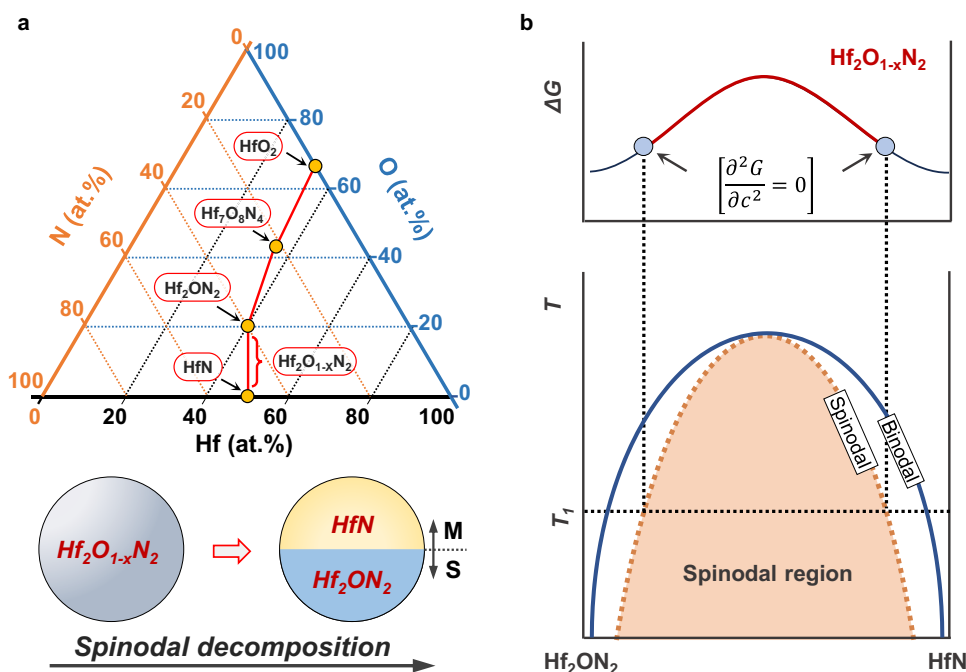 a
0
100
20
80
HfO2
40
60
N (at.%)
O (at.%)
Hf7O8N4
60
40
Hf2ON2
80
20
HfN
Hf2O1-xN2
100
0
0
20
40
60
80
100
Hf (at.%)
Hf2O1-xN2
HfN
M
S
Hf2ON2
Spinodal decomposition
b
Hf2O1-xN2
ΔG
[∂²G/∂c² = 0]
T
Spinodal
Binodal
T1
Spinodal region
Hf2ON2
HfN